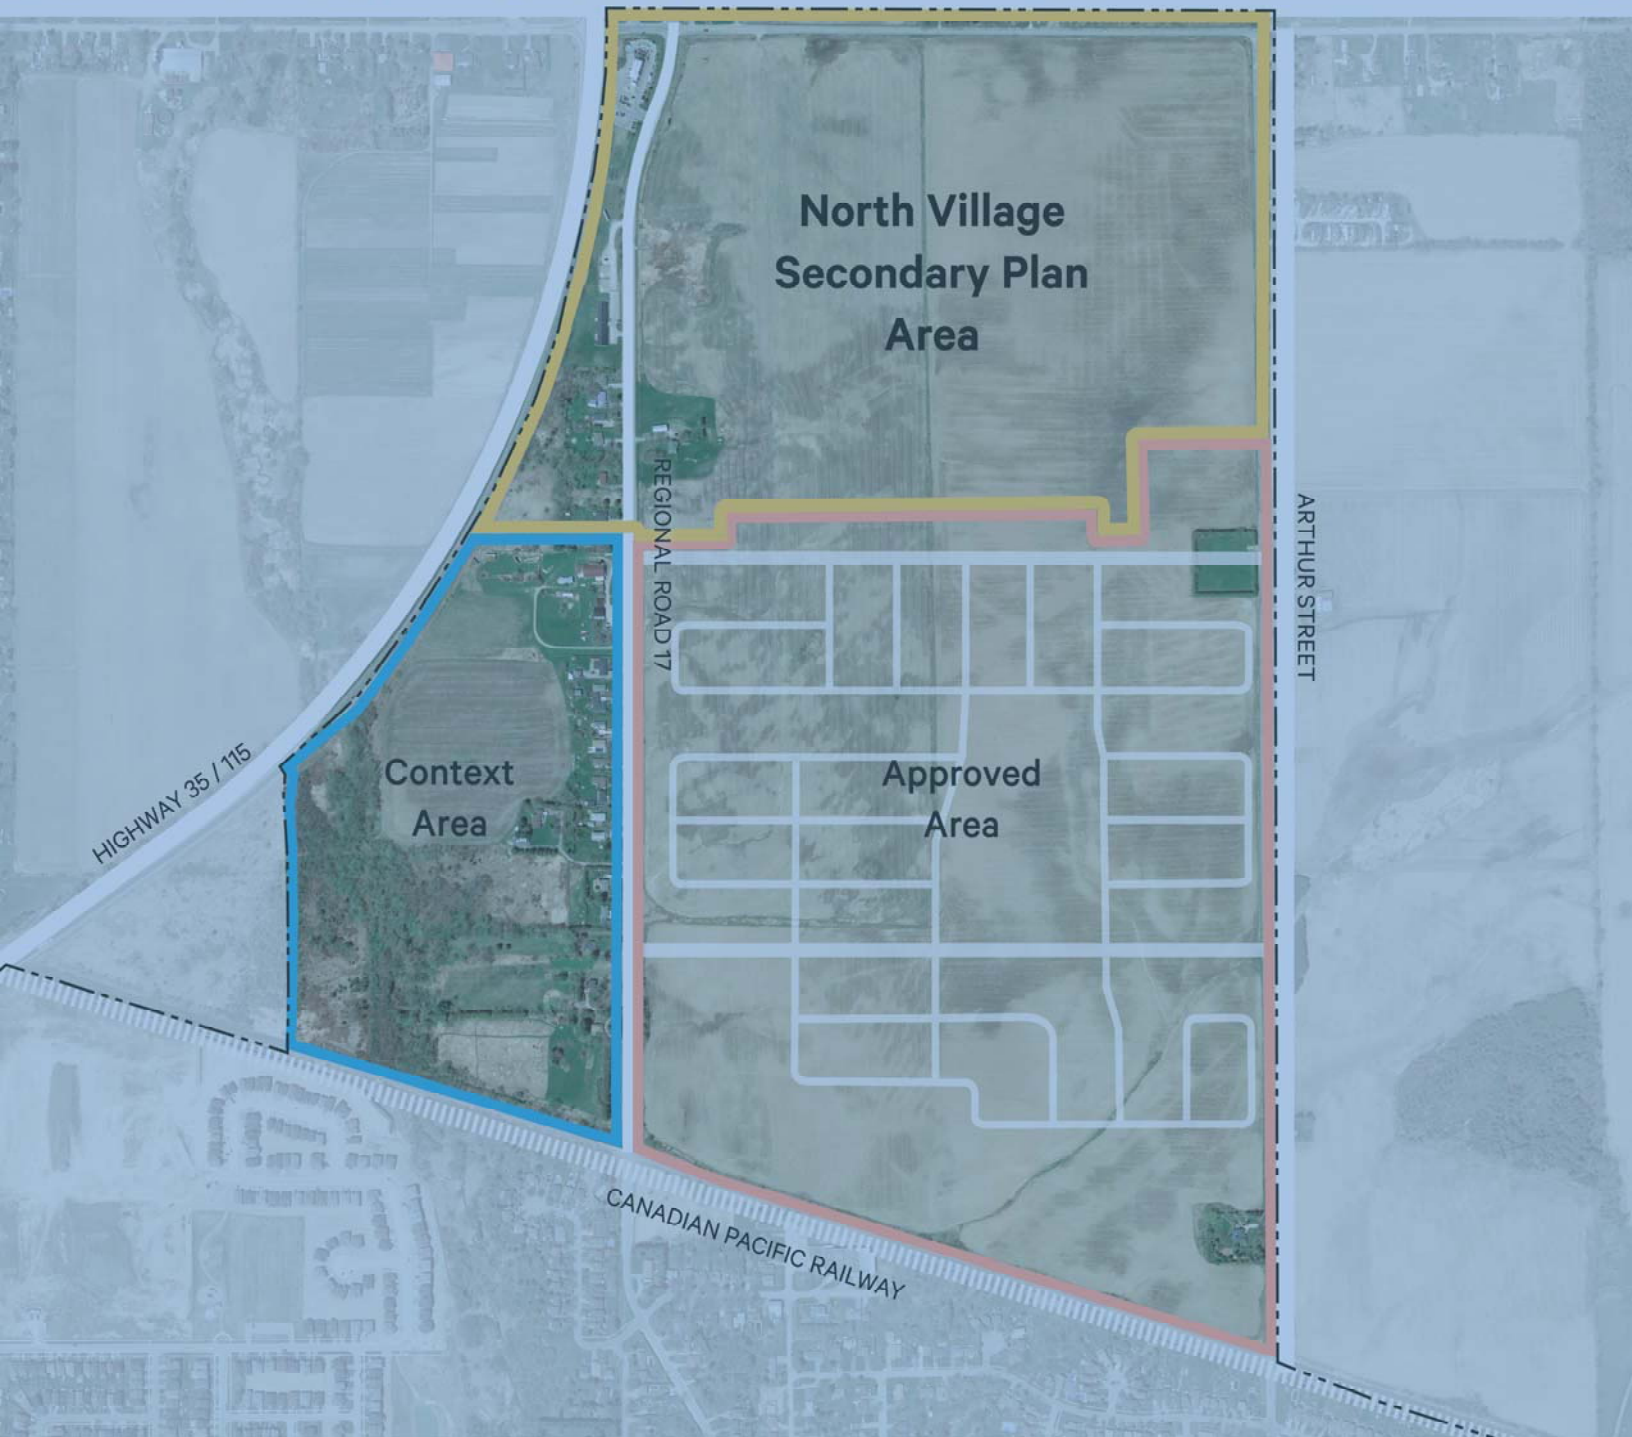 North Village
Secondary Plan
Area
REGIONAL ROAD 17
ARTHUR STREET
HIGHWAY 35 / 115
Context
Area
Approved
Area
CANADIAN PACIFIC RAILWAY